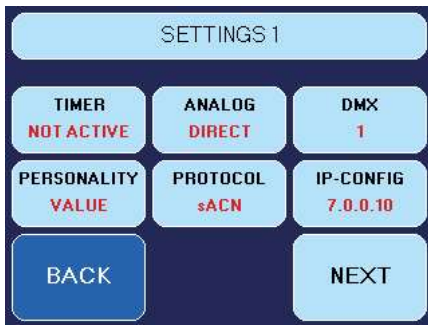 SETTINGS 1
TIMER ANALOG DMX
NOT ACTIVE DIRECT 1
PERSONALITY PROTOCOL IP-CONFIG
VALUE sACN 7.0.0.10
BACK NEXT